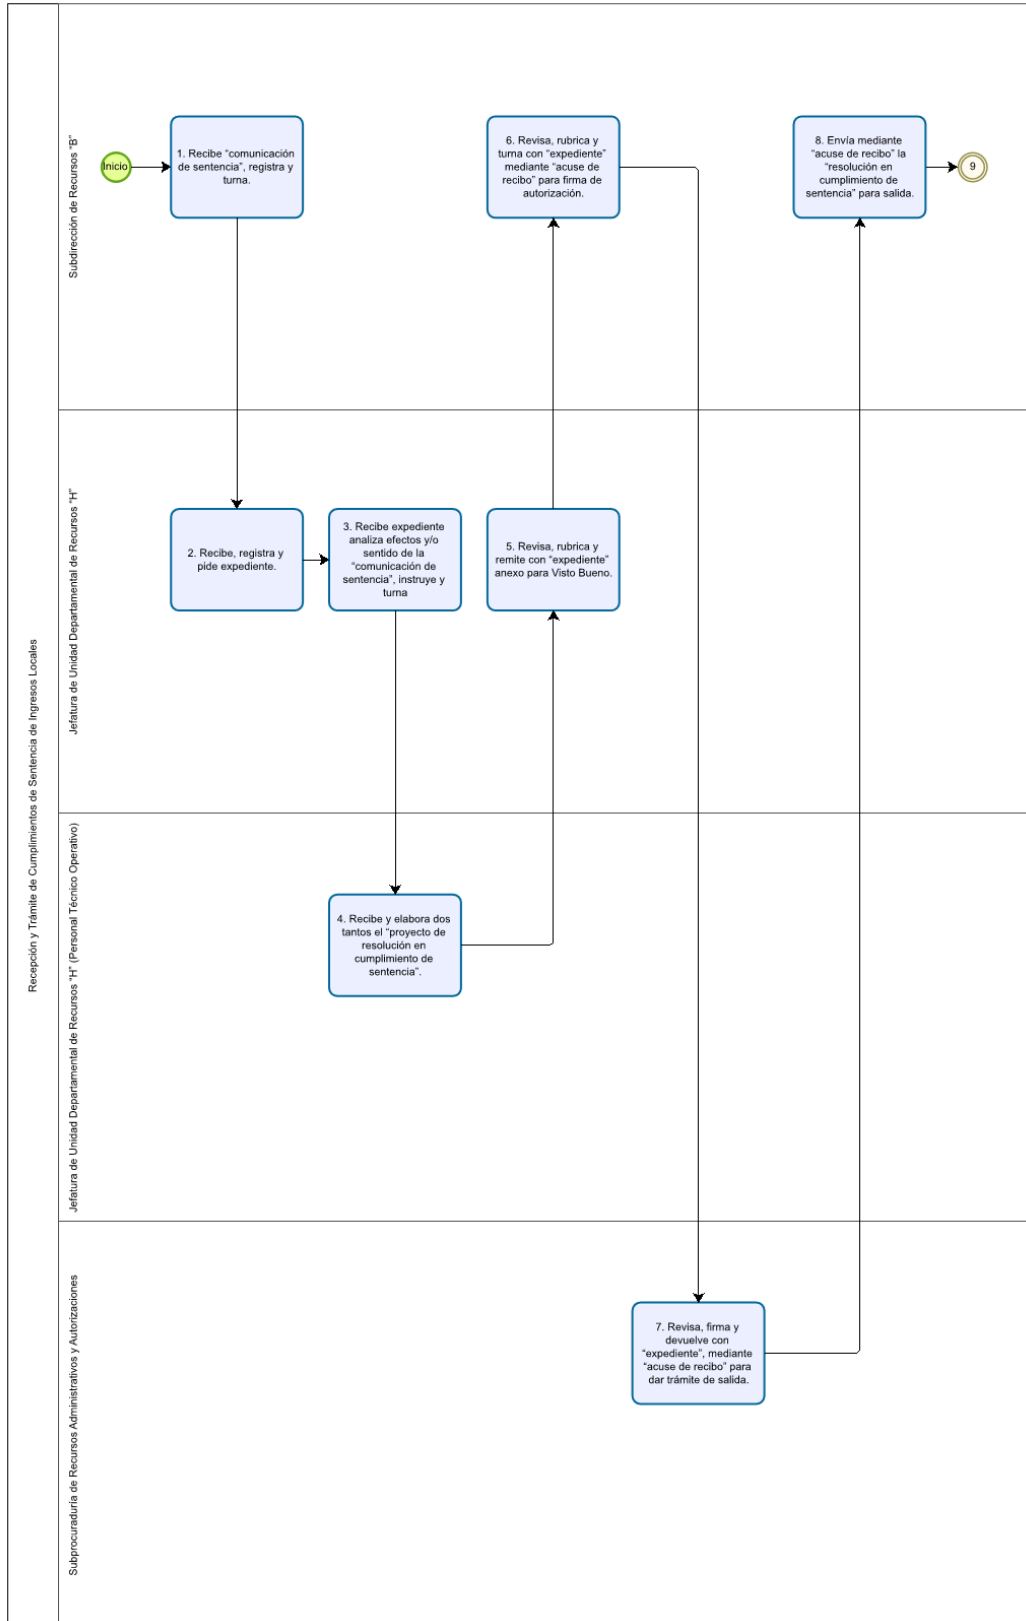 Recepción y Trámite de Cumplimientos de Sentencia de Ingresos Locales
Subdirección de Recursos "B"
Inicio
1. Recibe “comunicación
de sentencia”, registra y
turna.
6. Revisa, rubrica y
turna con “expediente”
mediante “acuse de
recibo” para firma de
autorización.
8. Envía mediante
“acuse de recibo” la
“resolución en
cumplimiento de
sentencia” para salida.
9
Jefatura de Unidad Departamental de Recursos "H"
2. Recibe, registra y
pide expediente.
3. Recibe expediente
analiza efectos y/o
sentido de la
“comunicación de
sentencia”, instruye y
turna
5. Revisa, rubrica y
remite con “expediente”
anexo para Visto Bueno.
Jefatura de Unidad Departamental de Recursos "H" (Personal Técnico Operativo)
4. Recibe y elabora dos
tantos el “proyecto de
resolución en
cumplimiento de
sentencia”.
Subprocuraduría de Recursos Administrativos y Autorizaciones
7. Revisa, firma y
devuelve con
“expediente”, mediante
“acuse de recibo” para
dar trámite de salida.